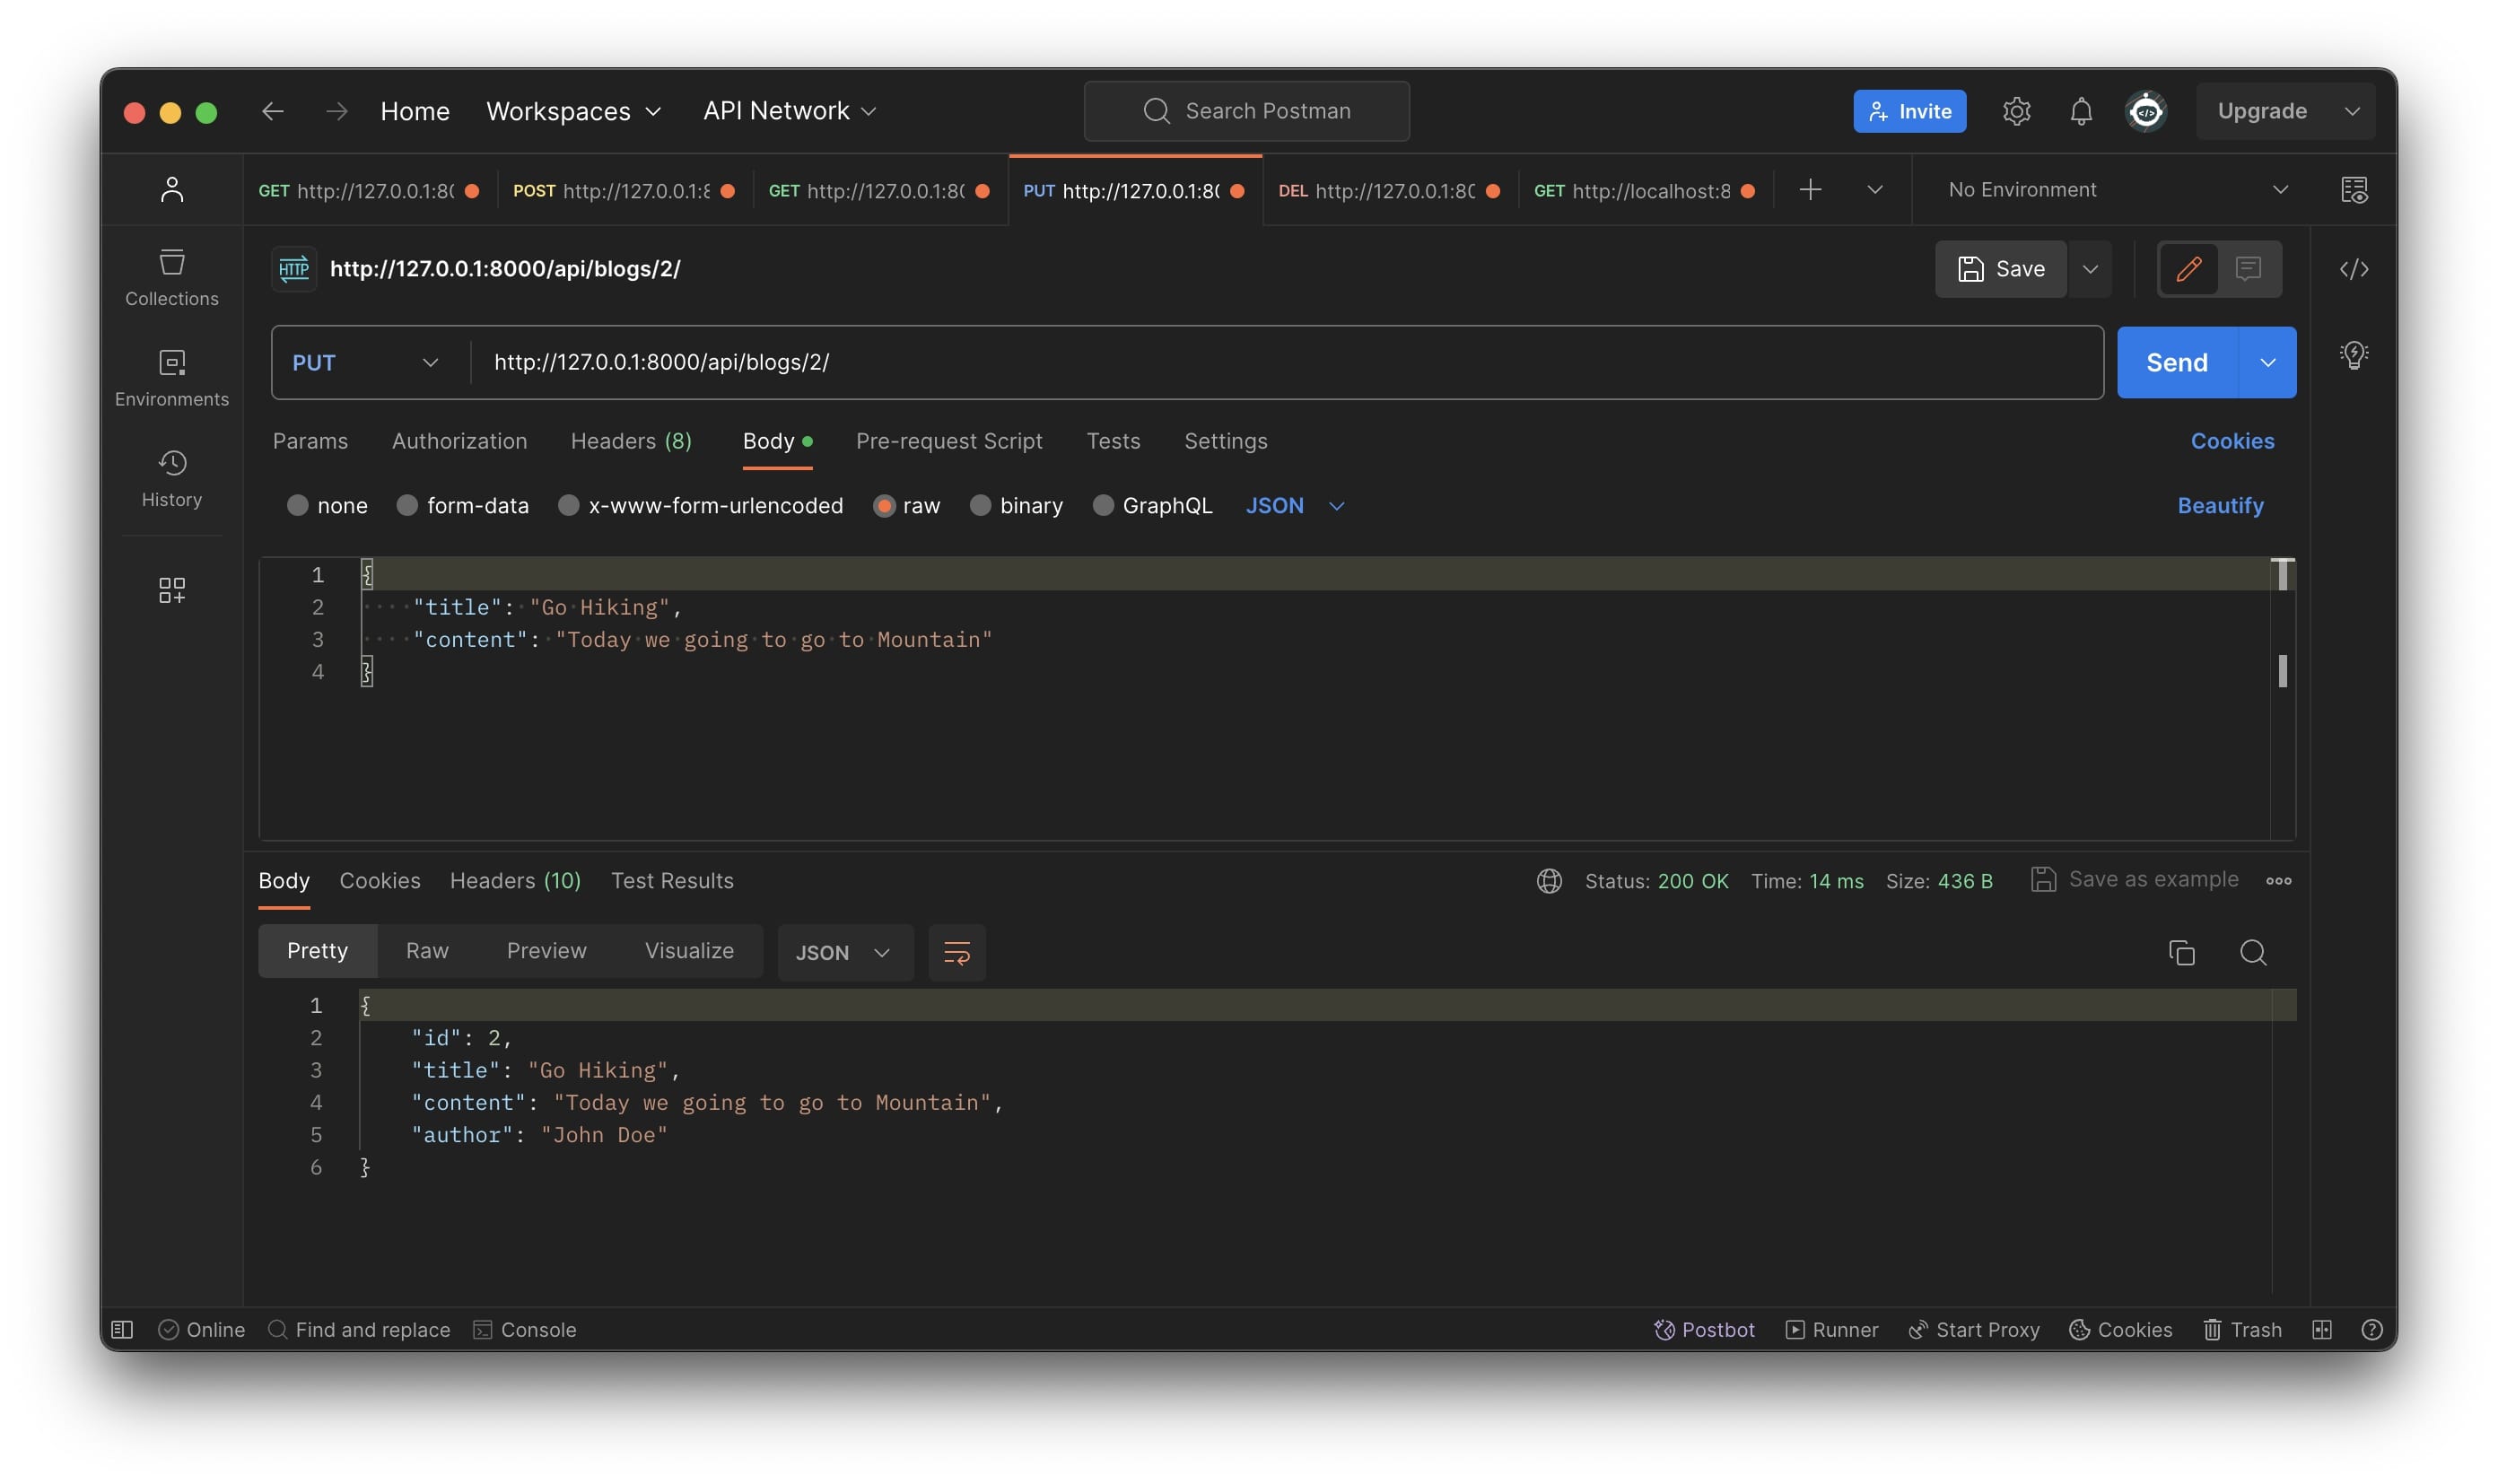 Home Workspaces API Network Search Postman Invite Upgrade
GET http://127.0.0.1:80 POST http://127.0.0.1:8 GET http://127.0.0.1:80 PUT http://127.0.0.1:80 DEL http://127.0.0.1:80 GET http://localhost:8 No Environment
Collections
Environments
History
HTTP http://127.0.0.1:8000/api/blogs/2/ Save
PUT http://127.0.0.1:8000/api/blogs/2/ Send
Params Authorization Headers (8) Body Pre-request Script Tests Settings Cookies
none form-data x-www-form-urlencoded raw binary GraphQL JSON Beautify
1 {
2 "title": "Go Hiking",
3 "content": "Today we going to go to Mountain"
4 }
Body Cookies Headers (10) Test Results Status: 200 OK Time: 14 ms Size: 436 B Save as example
Pretty Raw Preview Visualize JSON
1 {
2 "id": 2,
3 "title": "Go Hiking",
4 "content": "Today we going to go to Mountain",
5 "author": "John Doe"
6 }
Online Find and replace Console Postbot Runner Start Proxy Cookies Trash